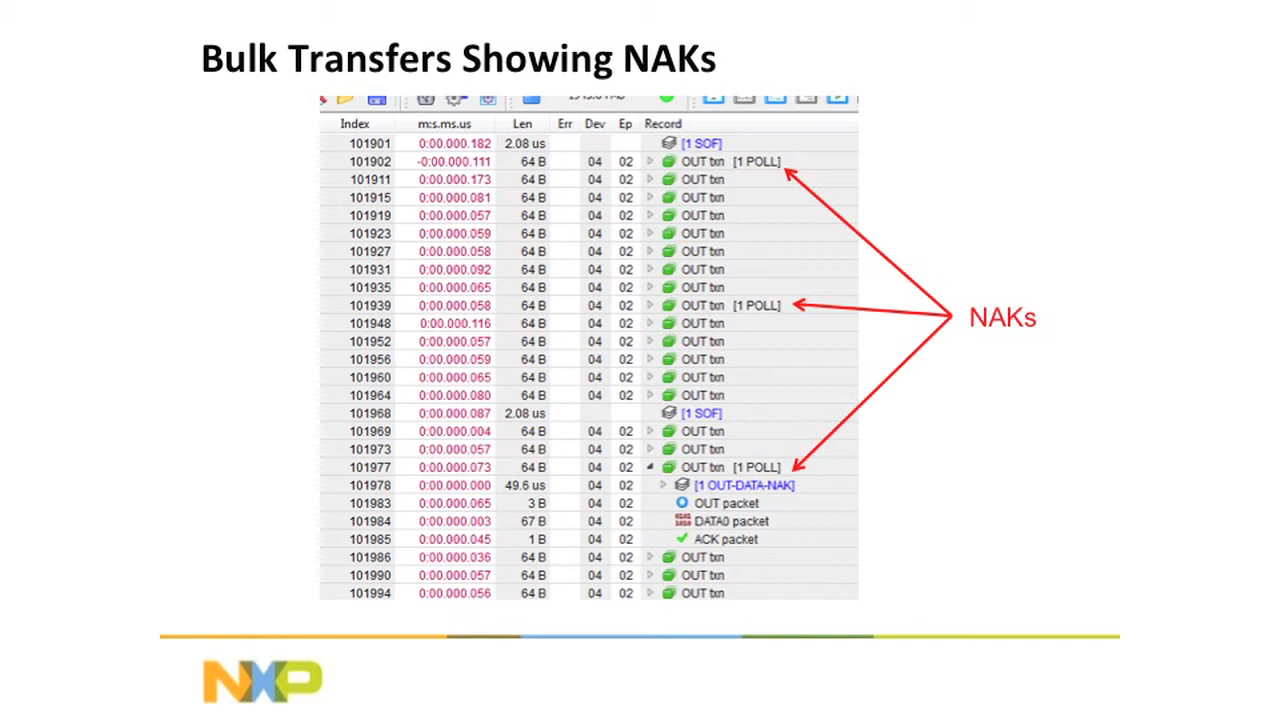 Bulk Transfers Showing NAKs
Index m:s.ms.us Len Err Dev Ep Record
101901 0:00.000.182 2.08 us [1 SOF]
101902 -0:00.000.111 64 B 04 02 OUT txn [1 POLL]
101911 0:00.000.173 64 B 04 02 OUT txn
101915 0:00.000.081 64 B 04 02 OUT txn
101919 0:00.000.057 64 B 04 02 OUT txn
101923 0:00.000.059 64 B 04 02 OUT txn
101927 0:00.000.058 64 B 04 02 OUT txn
101931 0:00.000.092 64 B 04 02 OUT txn
101935 0:00.000.065 64 B 04 02 OUT txn
101939 0:00.000.058 64 B 04 02 OUT txn [1 POLL]
NAKs
101948 0:00.000.116 64 B 04 02 OUT txn
101952 0:00.000.057 64 B 04 02 OUT txn
101956 0:00.000.059 64 B 04 02 OUT txn
101960 0:00.000.065 64 B 04 02 OUT txn
101964 0:00.000.080 64 B 04 02 OUT txn
101968 0:00.000.087 2.08 us [1 SOF]
101969 0:00.000.004 64 B 04 02 OUT txn
101973 0:00.000.057 64 B 04 02 OUT txn
101977 0:00.000.073 64 B 04 02 OUT txn [1 POLL]
101978 0:00.000.000 49.6 us 04 02 [1 OUT-DATA-NAK]
101983 0:00.000.065 3 B 04 02 OUT packet
101984 0:00.000.003 67 B 04 02 DATA0 packet
101985 0:00.000.045 1 B 04 02 ACK packet
101986 0:00.000.036 64 B 04 02 OUT txn
101990 0:00.000.057 64 B 04 02 OUT txn
101994 0:00.000.056 64 B 04 02 OUT txn
NXP